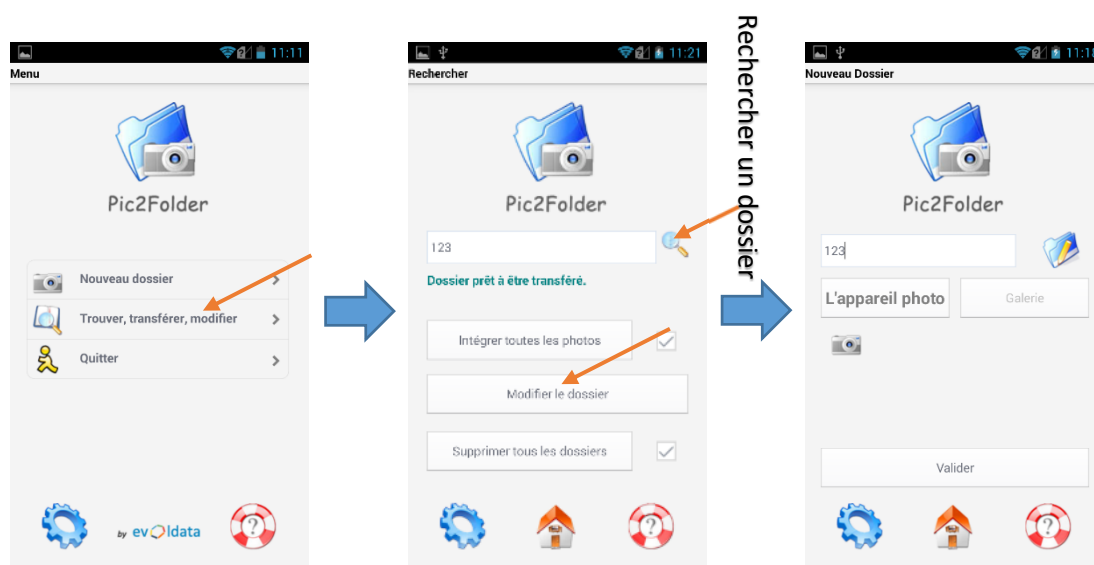 11:11
Menu
Pic2Folder
Nouveau dossier
Trouver, transférer, modifier
Quitter
by evoldata
?
11:21
Rechercher
Pic2Folder
123
Dossier prêt à être transféré.
Intégrer toutes les photos
Modifier le dossier
Supprimer tous les dossiers
?
Rechercher un dossier
Nouveau Dossier
Pic2Folder
123
L'appareil photo
Galerie
Valider
?